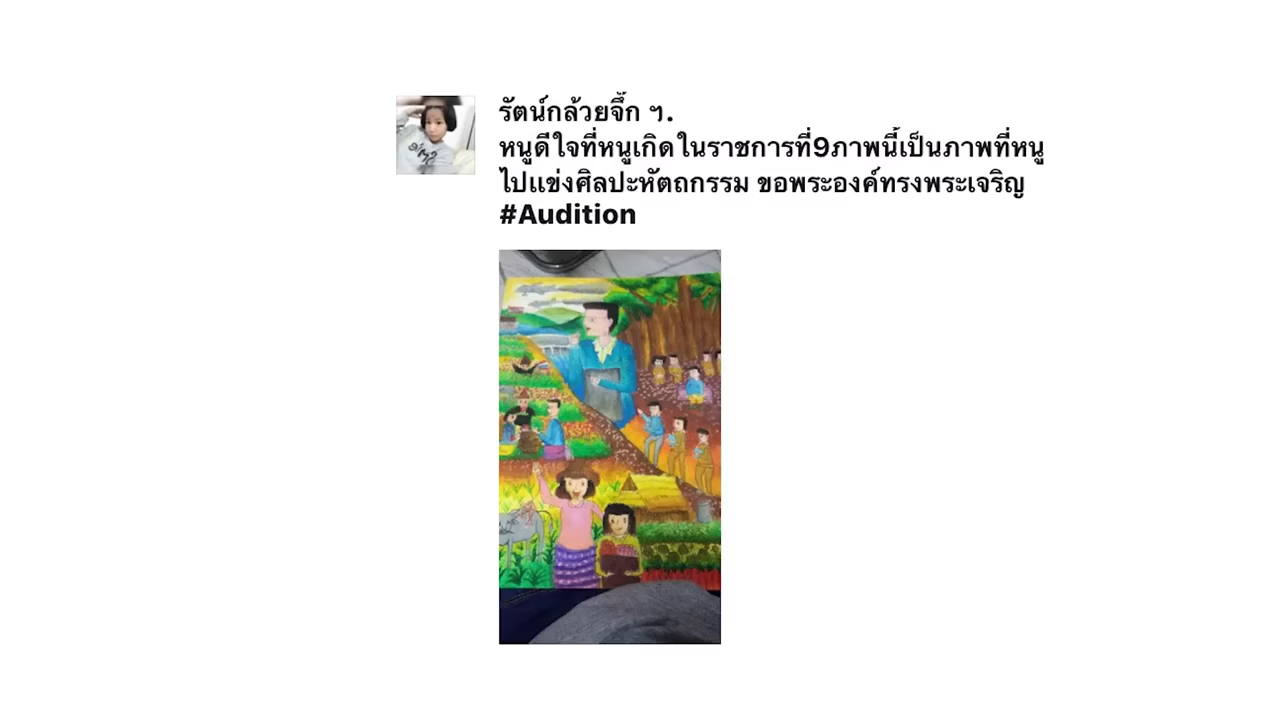 รัตน์กล้วยจิ๊ก ฯ.
หนูดีใจที่หนูเกิดในราชการที่9ภาพนี้เป็นภาพที่หนู
ไปแข่งศิลปะหัตถกรรม ขอพระองค์ทรงพระเจริญ
#Audition